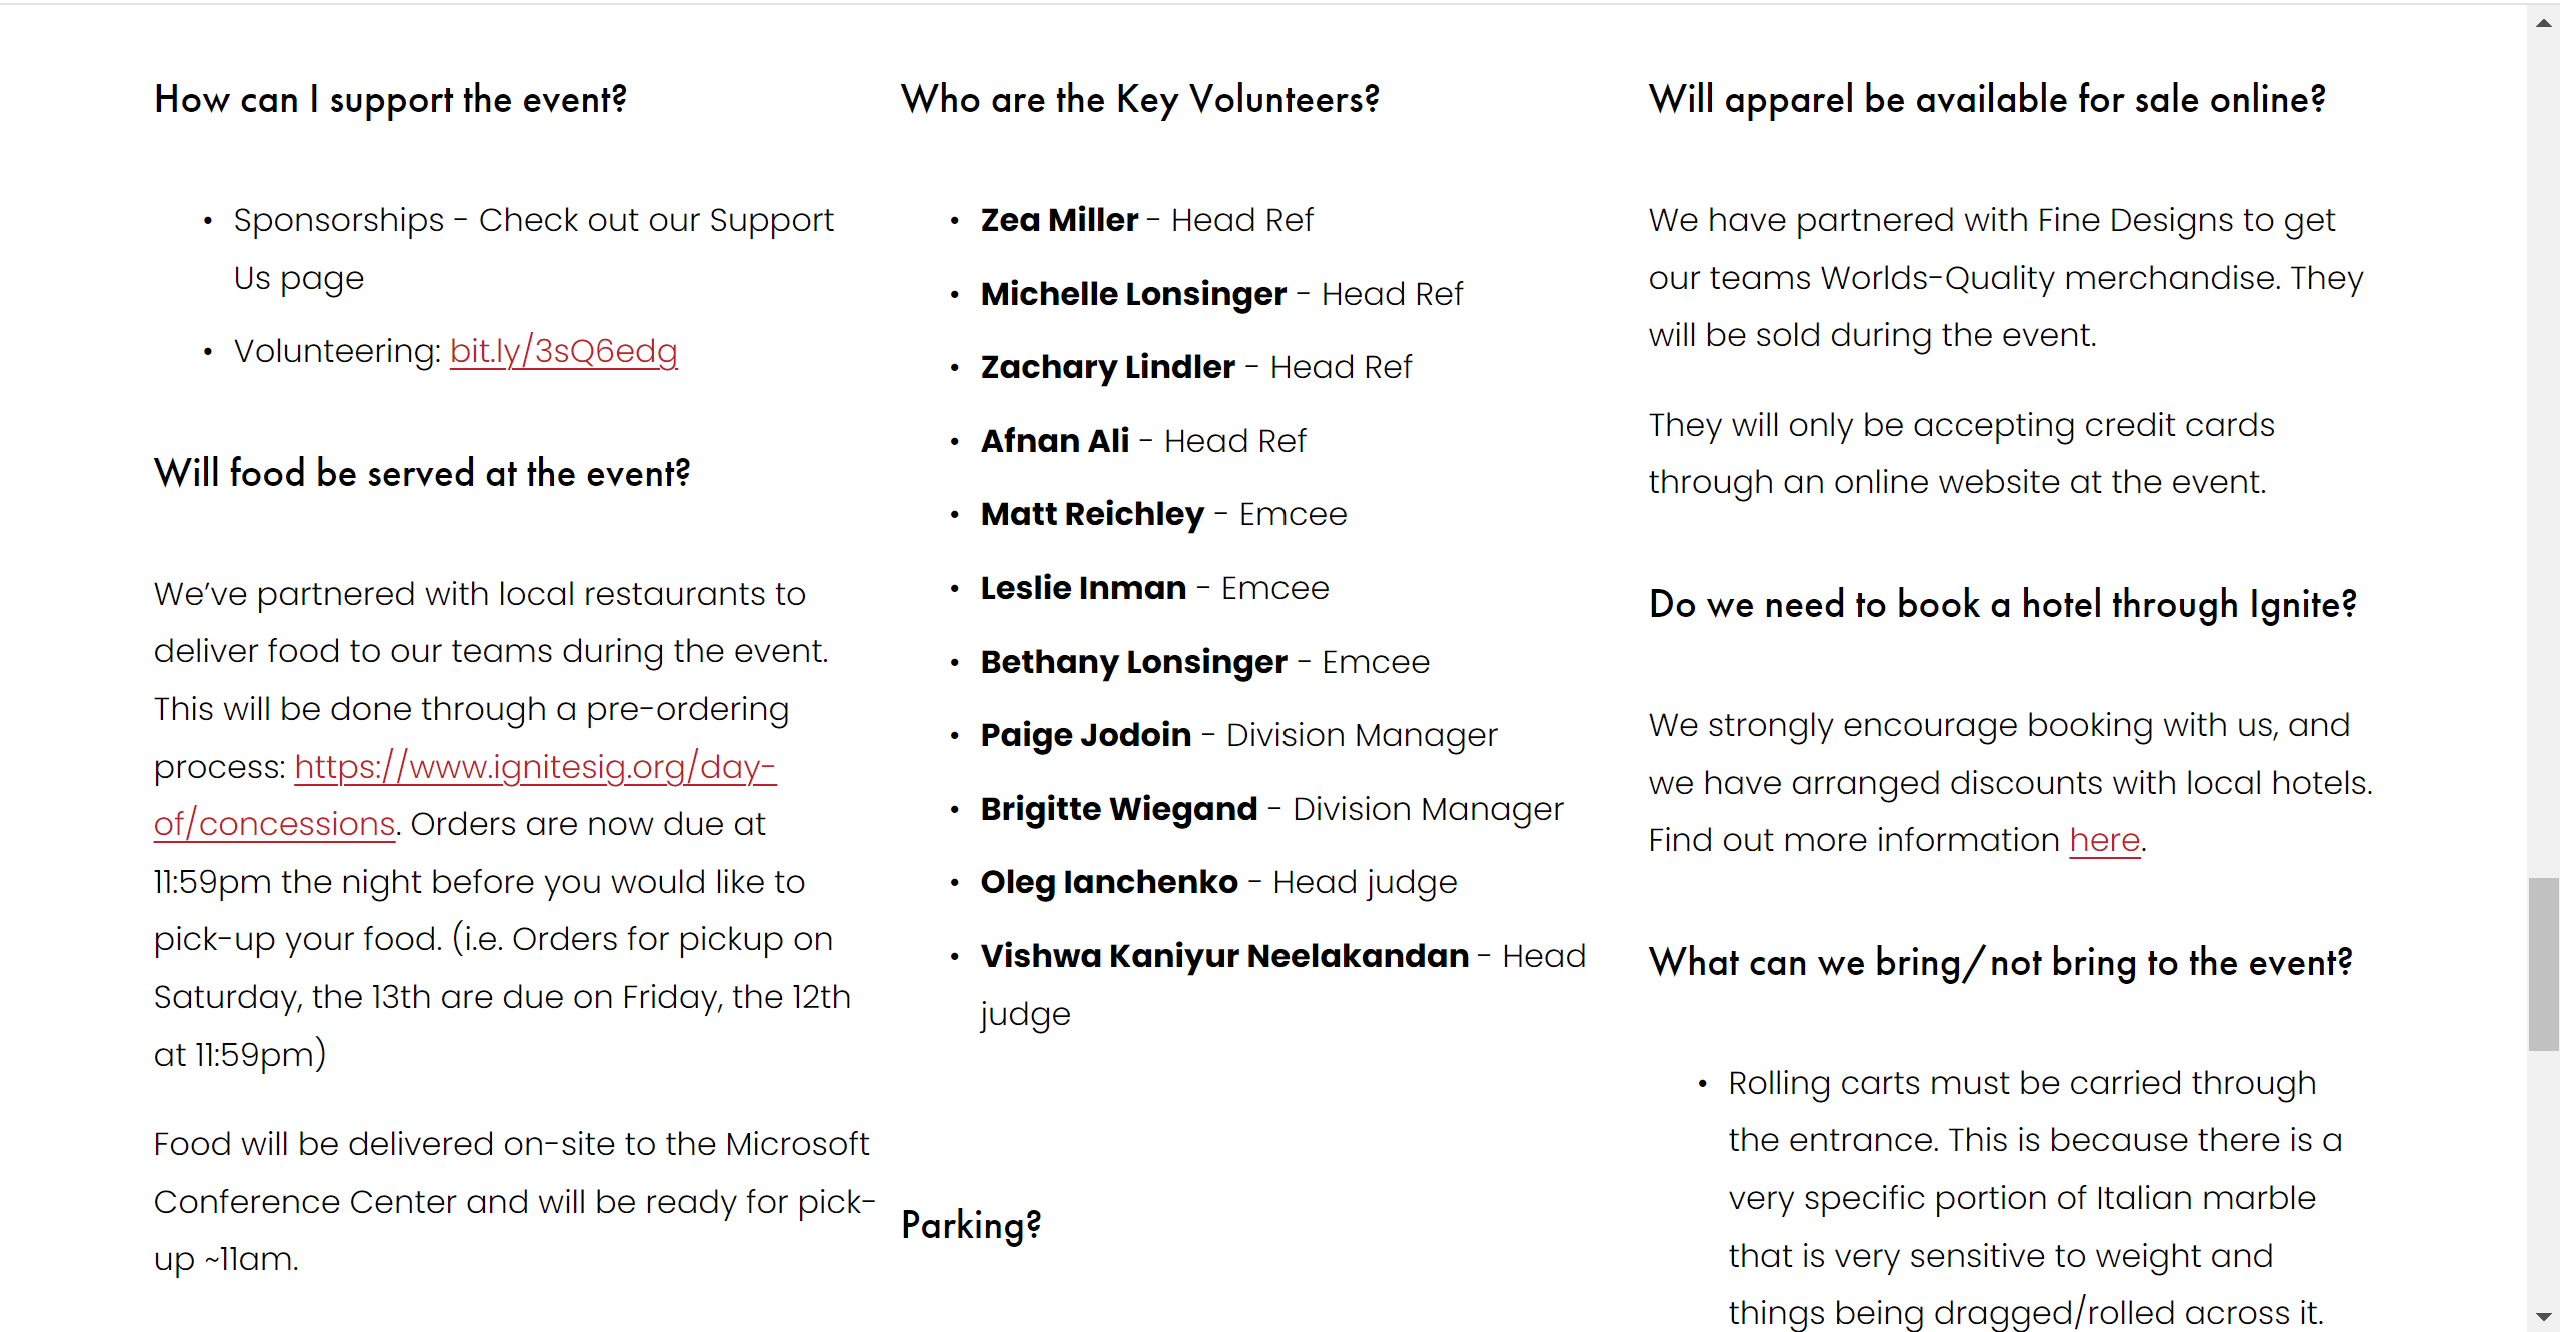 How can I support the event?
• Sponsorships - Check out our Support
Us page
• Volunteering: bit.ly/3sQ6edg
Will food be served at the event?
We’ve partnered with local restaurants to
deliver food to our teams during the event.
This will be done through a pre-ordering
process: https://www.ignitesig.org/day-
of/concessions. Orders are now due at
11:59pm the night before you would like to
pick-up your food. (i.e. Orders for pickup on
Saturday, the 13th are due on Friday, the 12th
at 11:59pm)
Food will be delivered on-site to the Microsoft
Conference Center and will be ready for pick-
up ~11am.
Who are the Key Volunteers?
• Zea Miller - Head Ref
• Michelle Lonsinger - Head Ref
• Zachary Lindler - Head Ref
• Afnan Ali - Head Ref
• Matt Reichley - Emcee
• Leslie Inman - Emcee
• Bethany Lonsinger - Emcee
• Paige Jodoin - Division Manager
• Brigitte Wiegand - Division Manager
• Oleg Ianchenko - Head judge
• Vishwa Kaniyur Neelakandan - Head
judge
Parking?
Will apparel be available for sale online?
We have partnered with Fine Designs to get
our teams Worlds-Quality merchandise. They
will be sold during the event.
They will only be accepting credit cards
through an online website at the event.
Do we need to book a hotel through Ignite?
We strongly encourage booking with us, and
we have arranged discounts with local hotels.
Find out more information here.
What can we bring/not bring to the event?
• Rolling carts must be carried through
the entrance. This is because there is a
very specific portion of Italian marble
that is very sensitive to weight and
things being dragged/rolled across it.